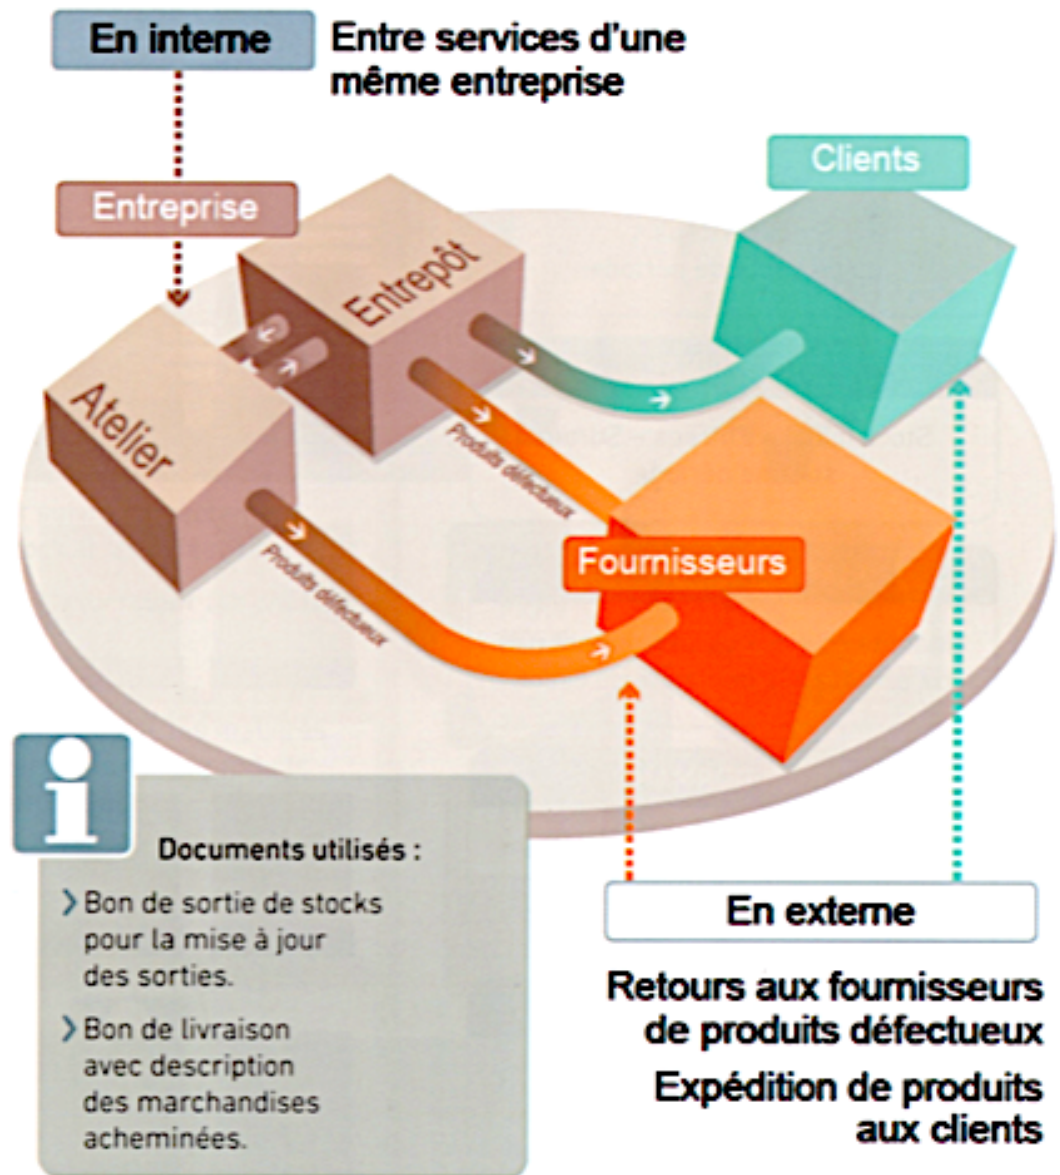 En interne
Entre services d'une
même entreprise
Clients
Entreprise
Entrepôt
Atelier
Produits défectueux
Fournisseurs
Produits défectueux
Documents utilisés :
Bon de sortie de stocks
pour la mise à jour
des sorties.
Bon de livraison
avec description
des marchandises
acheminées.
En externe
Retours aux fournisseurs
de produits défectueux
Expédition de produits
aux clients